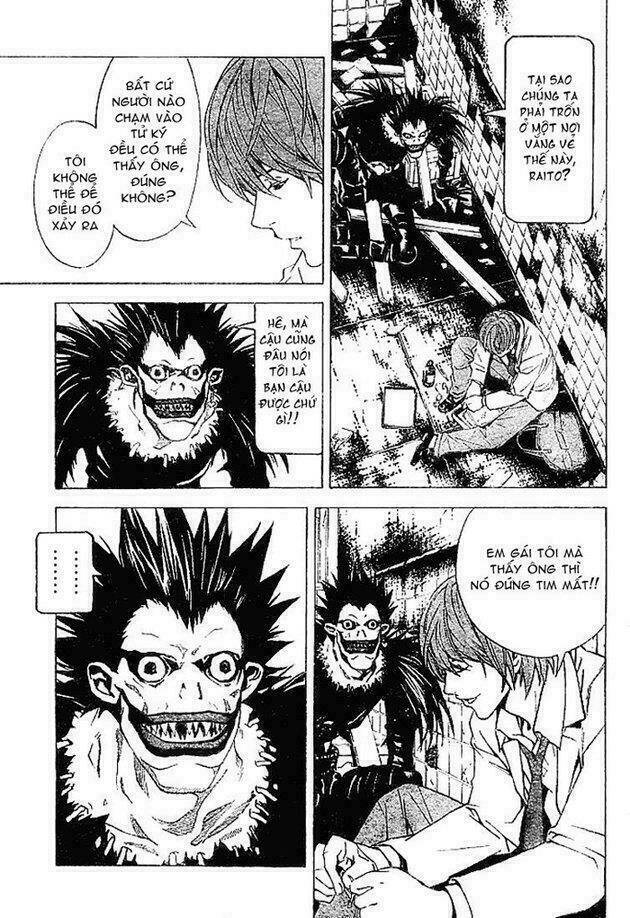 TẠI SAO
CHÚNG TA
PHẢI TRỐN
Ở MỘT NƠI
VẮNG VẺ
THẾ NÀY,
RAITO?
BẤT CỨ
NGƯỜI NÀO
CHẠM VÀO
TỬ KÝ
ĐỀU CÓ THỂ
THẤY ÔNG,
ĐÚNG
KHÔNG?
TÔI
KHÔNG
THỂ ĐỂ
ĐIỀU ĐÓ
XẢY RA
HÊ, MÀ
CẬU CŨNG
ĐÂU NÓI
TÔI LÀ
BẠN CẬU
ĐƯỢC CHỨ
GÌ!!
EM GÁI TÔI MÀ
THẤY ÔNG THÌ
NÓ ĐỨNG TIM MẤT!!
.........